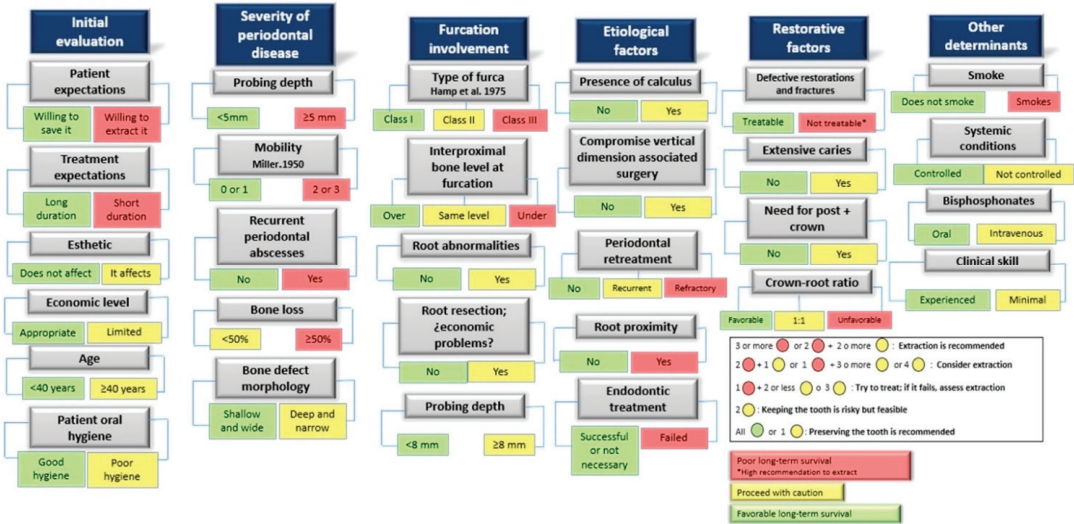 Initial
evaluation
Patient
expectations
Willing to
save it
Willing to
extract it
Treatment
expectations
Long
duration
Short
duration
Esthetic
Does not affect
It affects
Economic level
Appropriate
Limited
Age
<40 years
≥40 years
Patient oral
hygiene
Good
hygiene
Poor
hygiene
Severity of
periodontal
disease
Probing depth
<5mm
≥5 mm
Mobility
Miller.1950
0 or 1
2 or 3
Recurrent
periodontal
abscesses
No
Yes
Bone loss
<50%
≥50%
Bone defect
morphology
Shallow
and wide
Deep and
narrow
Furcation
involvement
Type of furca
Hamp et al. 1975
Class I
Class II
Class III
Interproximal
bone level at
furcation
Over
Same level
Under
Root abnormalities
No
Yes
Root resection;
¿economic
problems?
No
Yes
Probing depth
<8 mm
≥8 mm
Etiological
factors
Presence of calculus
No
Yes
Compromise vertical
dimension associated
surgery
No
Yes
Periodontal
retreatment
No
Recurrent
Refractory
Root proximity
No
Yes
Endodontic
treatment
Successful
or not
necessary
Failed
Restorative
factors
Defective restorations
and fractures
Treatable
Not treatable*
Extensive caries
No
Yes
Need for post +
crown
No
Yes
Crown-root ratio
Favorable
1:1
Unfavorable
Other
determinants
Smoke
Does not smoke
Smokes
Systemic
conditions
Controlled
Not controlled
Bisphosphonates
Oral
Intravenous
Clinical skill
Experienced
Minimal
3 or more or 2 + 2 o more : Extraction is recommended
2 + 1 or 1 + 3 o more or 4 : Consider extraction
1 + 2 or less o 3 : Try to treat; if it fails, assess extraction
2 : Keeping the tooth is risky but feasible
All or 1 : Preserving the tooth is recommended
Poor long-term survival
*High recommendation to extract
Proceed with caution
Favorable long-term survival